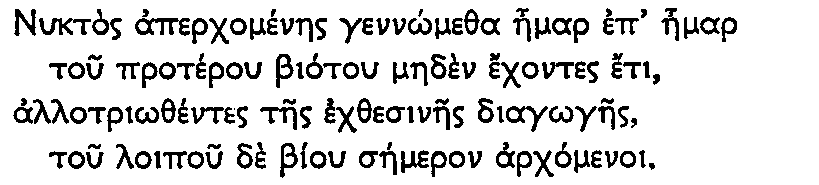 Νυκτὸς ἀπερχομένης γεννώμεθα ἦμαρ ἐπ’ ἦμαρ
τοῦ προτέρου βιότου μηδὲν ἔχοντες ἔτι,
ἀλλοτριωθέντες τῆς ἐχθεσινῆς διαγωγῆς,
τοῦ λοιποῦ δὲ βίου σήμερον ἀρχόμενοι.